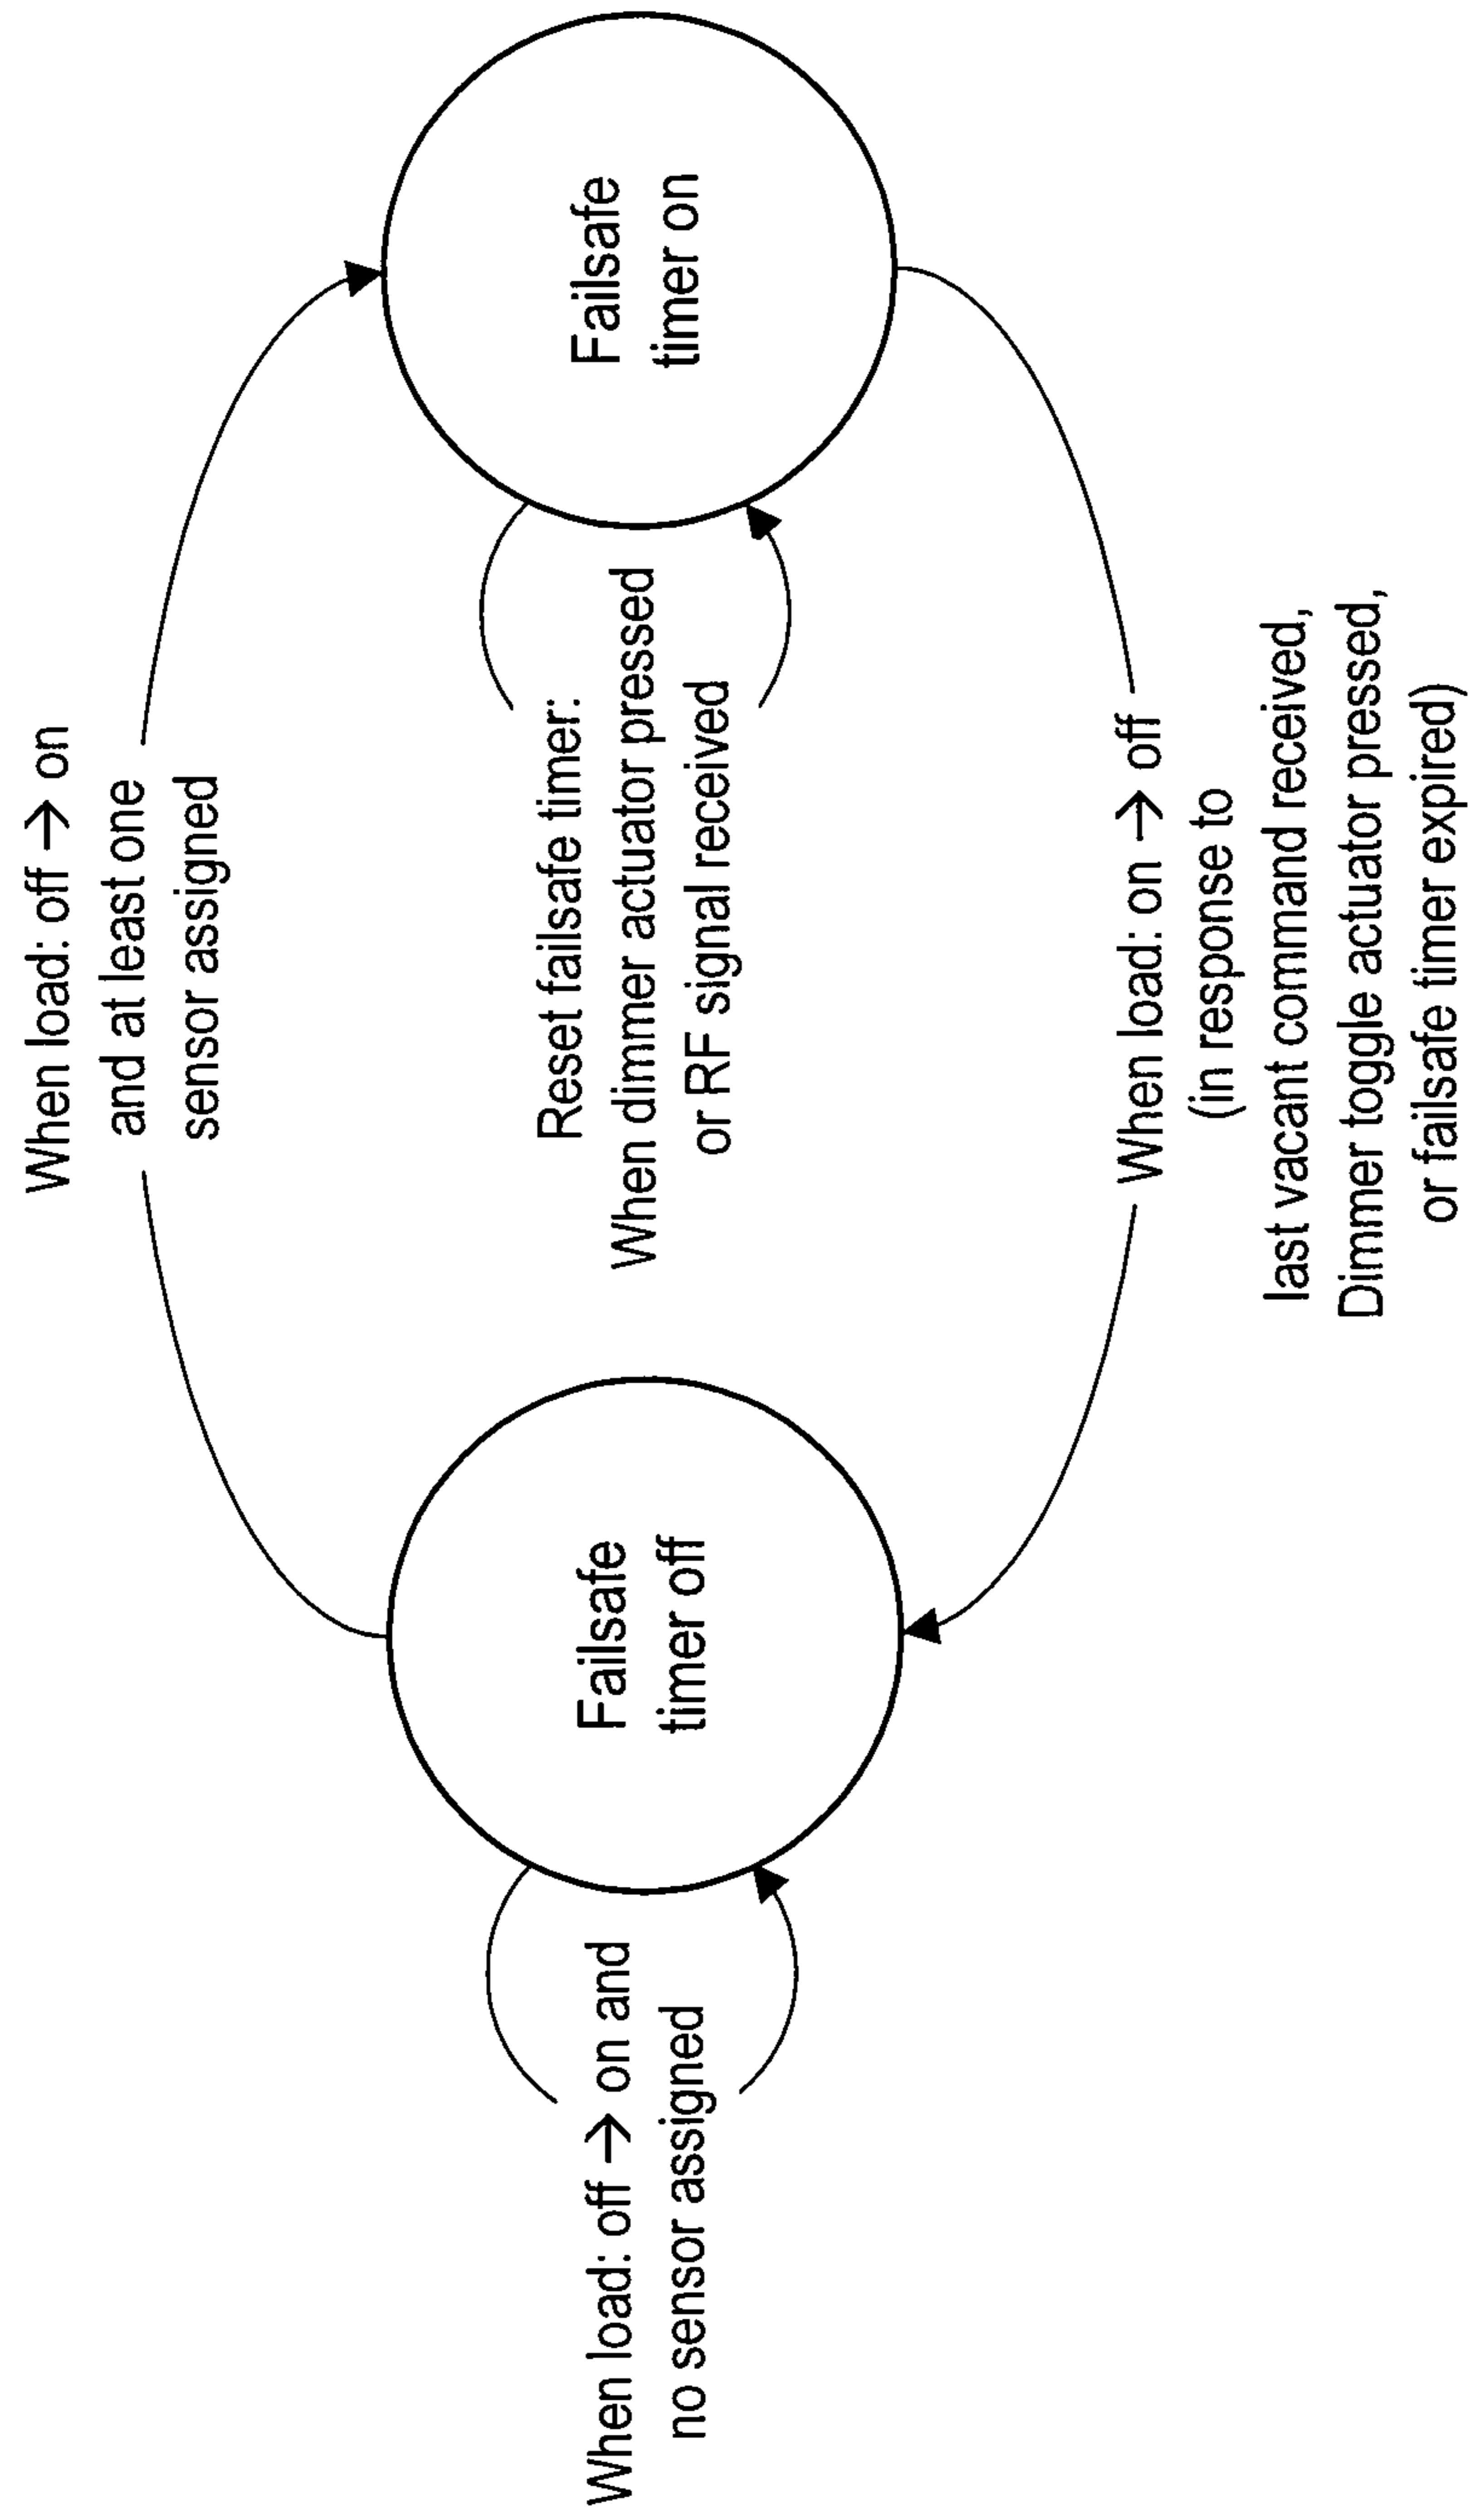 When load: off → on
and at least one
sensor assigned
When load: off → on and
no sensor assigned
Failsafe
timer off
Reset failsafe timer:
When dimmer actuator pressed
or RF signal received
Failsafe
timer on
When load: on → off
(in response to
last vacant command received,
Dimmer toggle actuator pressed,
or failsafe timer expired)